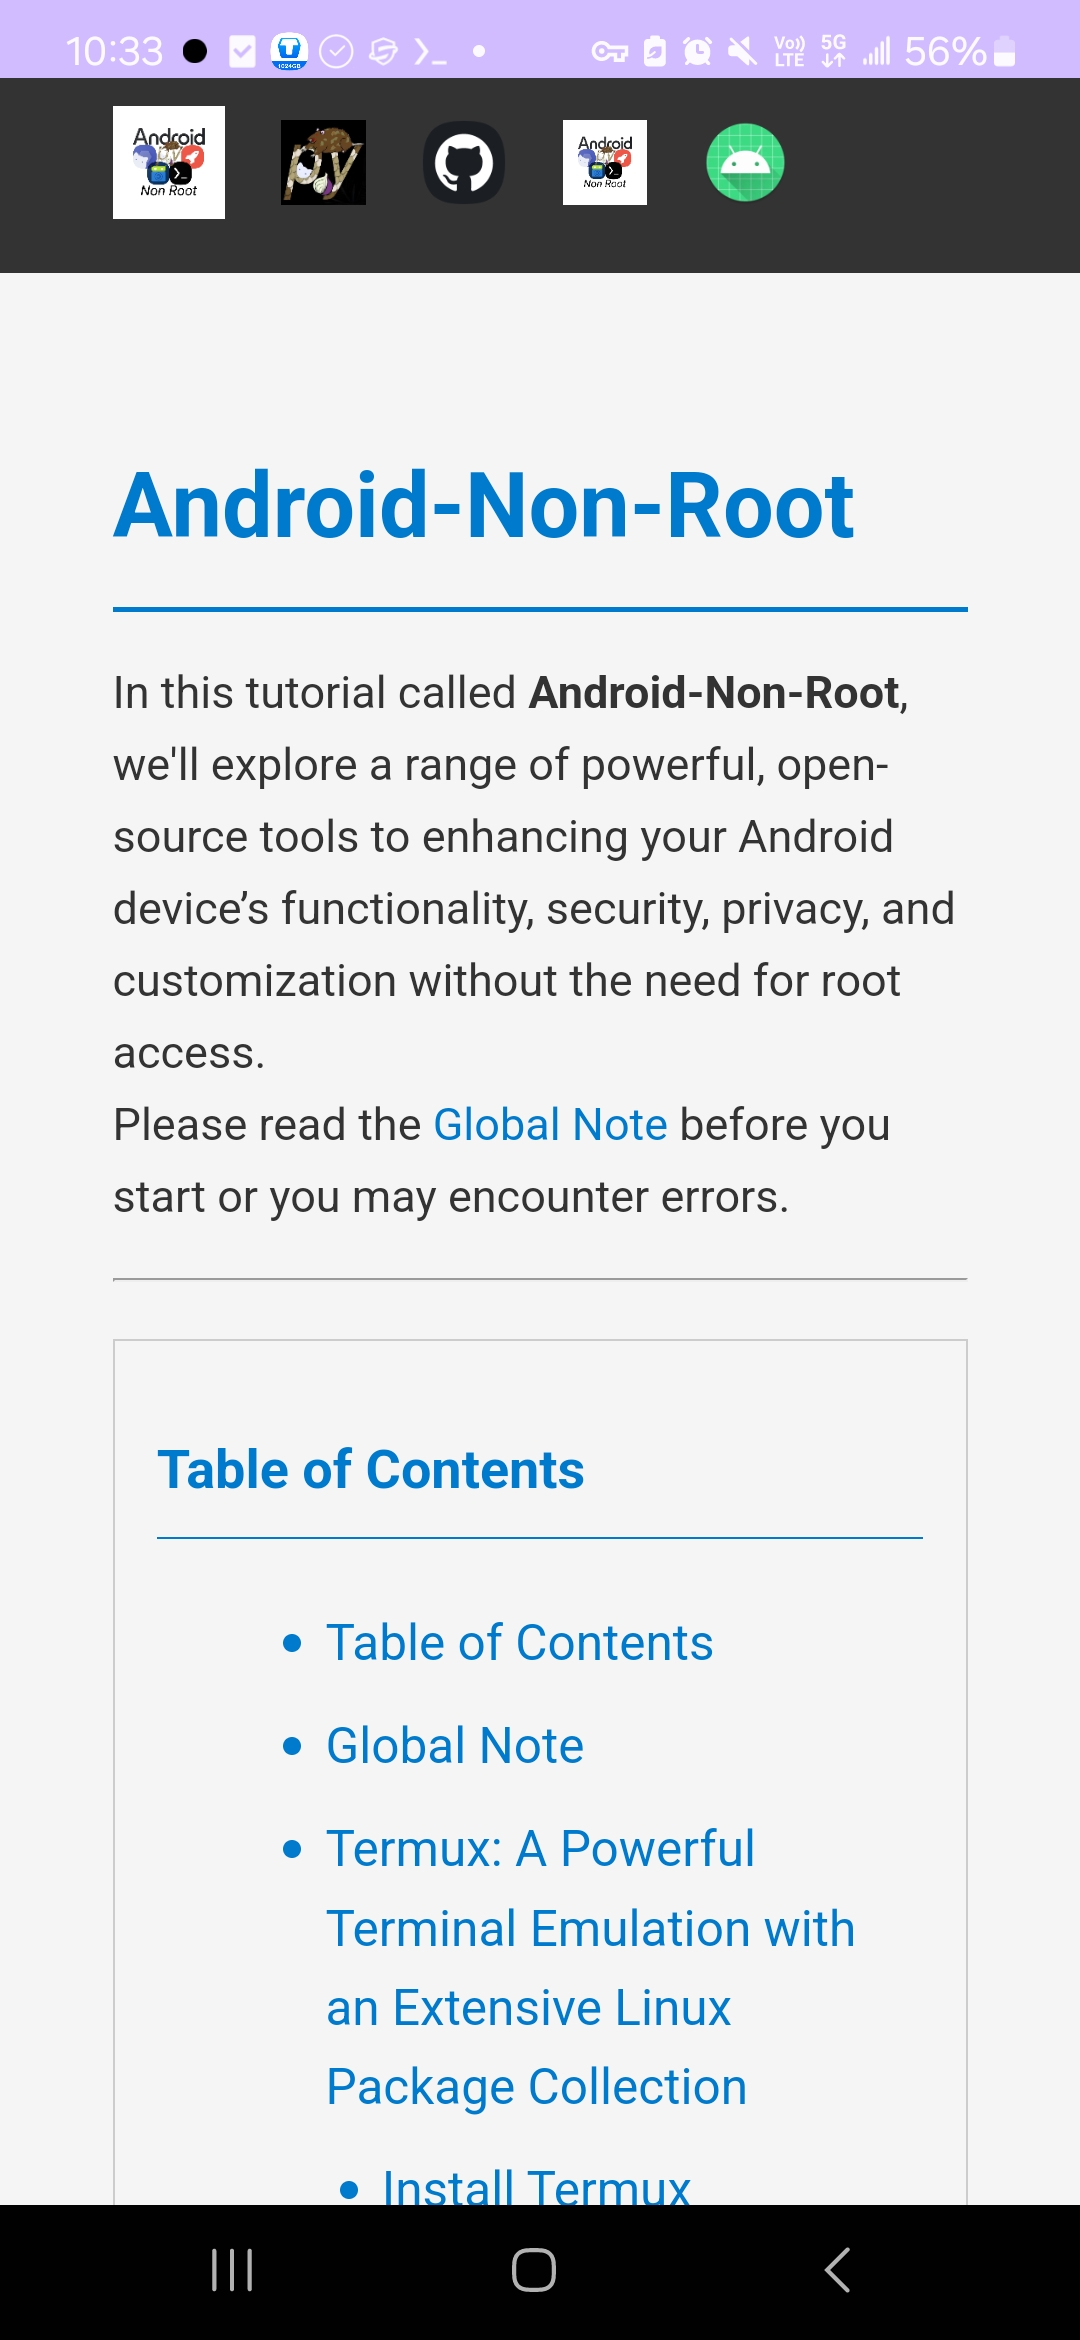 10:33
1024GB
Vo)) LTE 5G 56%
Android
py
Non Root
py
Android
py
Non Root
Android-Non-Root
In this tutorial called Android-Non-Root,
we'll explore a range of powerful, open-
source tools to enhancing your Android
device’s functionality, security, privacy, and
customization without the need for root
access.
Please read the Global Note before you
start or you may encounter errors.
Table of Contents
• Table of Contents
• Global Note
• Termux: A Powerful
Terminal Emulation with
an Extensive Linux
Package Collection
• Install Termux